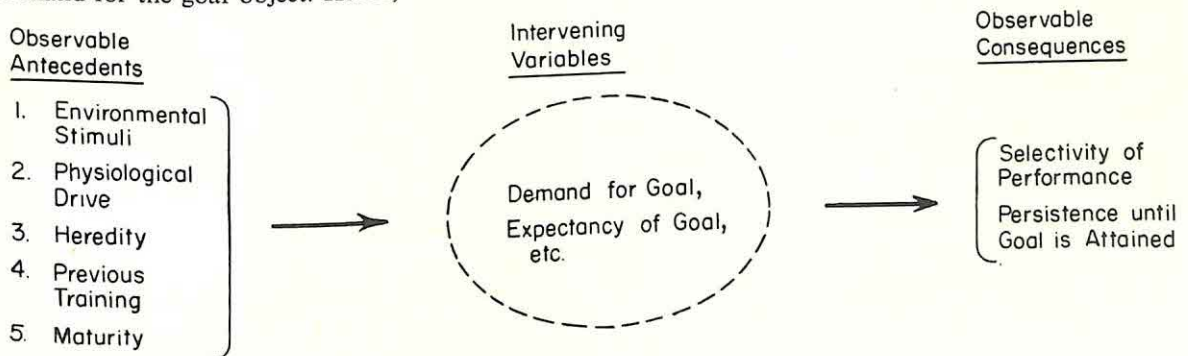 Observable
Antecedents
1. Environmental
Stimuli
2. Physiological
Drive
3. Heredity
4. Previous
Training
5. Maturity
Intervening
Variables
Demand for Goal,
Expectancy of Goal,
etc.
Observable
Consequences
Selectivity of
Performance
Persistence until
Goal is Attained